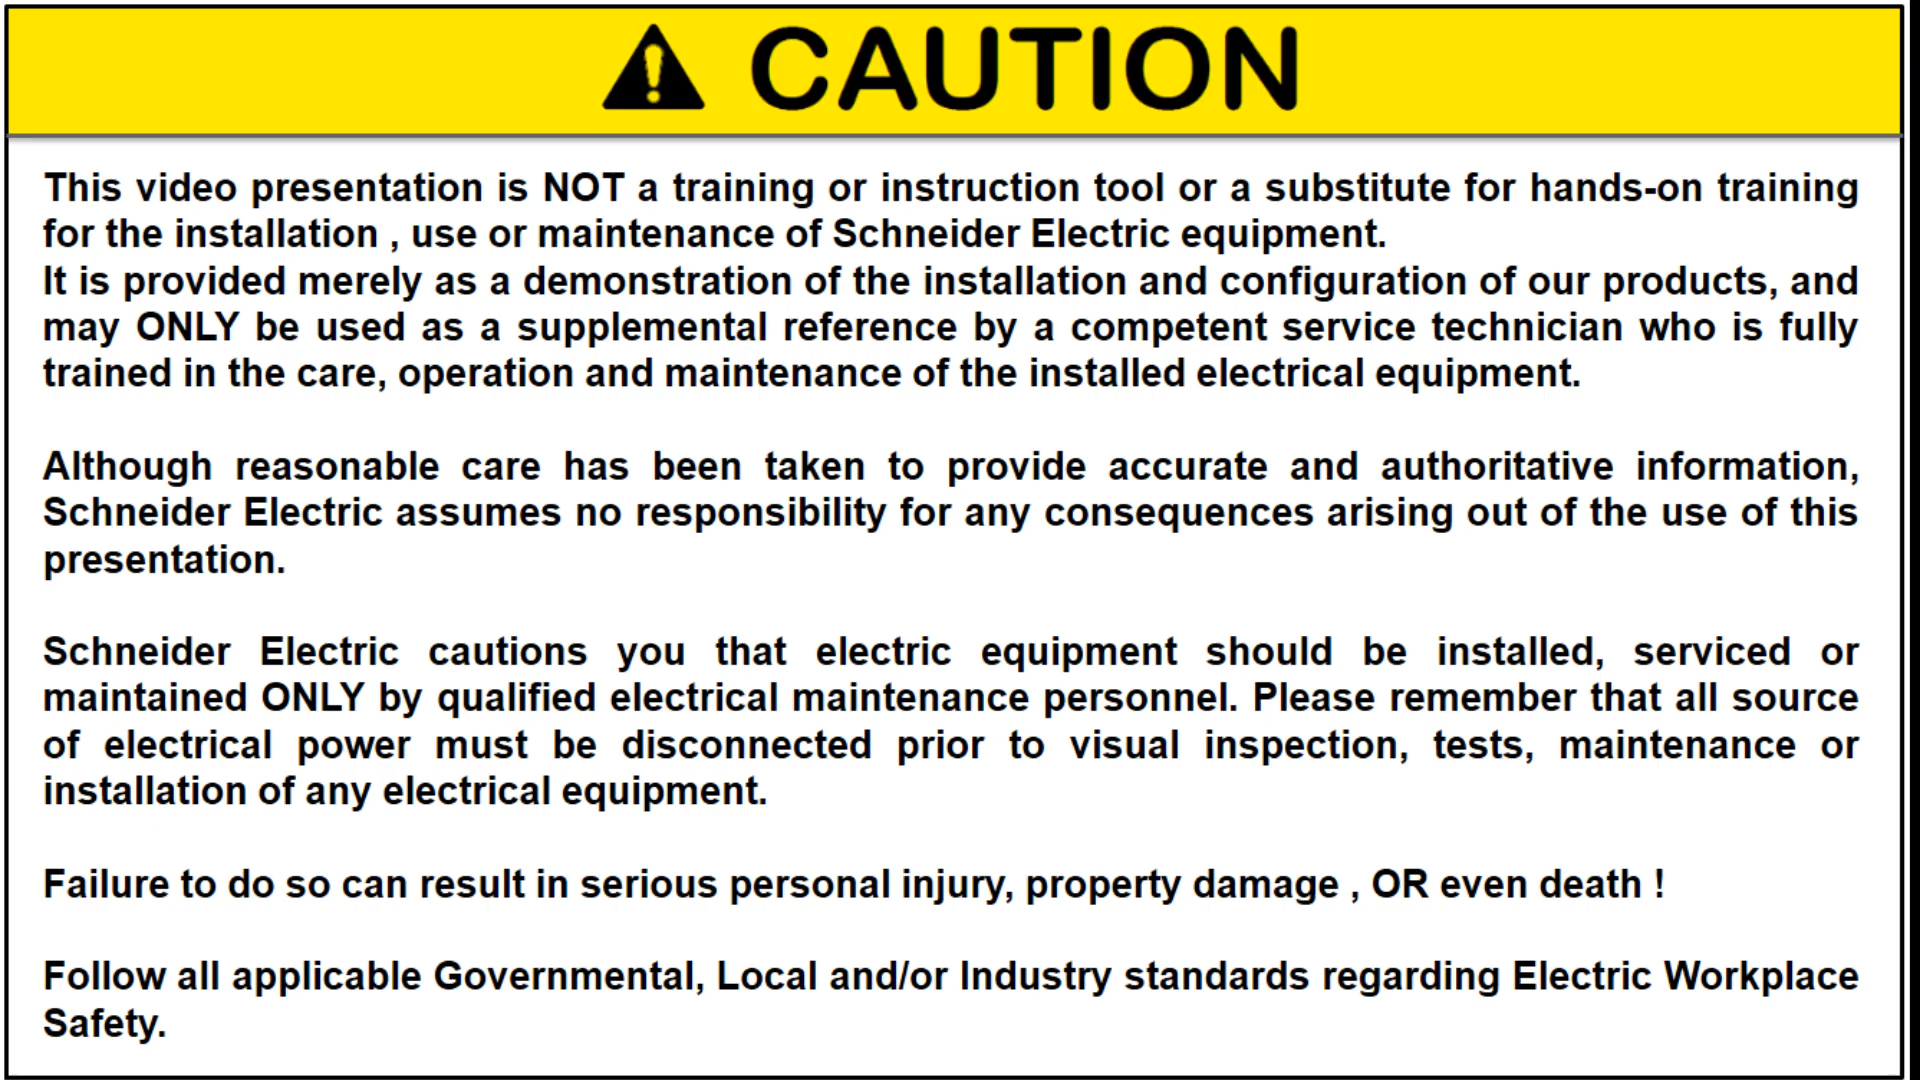 CAUTION
This video presentation is NOT a training or instruction tool or a substitute for hands-on training
for the installation , use or maintenance of Schneider Electric equipment.
It is provided merely as a demonstration of the installation and configuration of our products, and
may ONLY be used as a supplemental reference by a competent service technician who is fully
trained in the care, operation and maintenance of the installed electrical equipment.
Although reasonable care has been taken to provide accurate and authoritative information,
Schneider Electric assumes no responsibility for any consequences arising out of the use of this
presentation.
Schneider Electric cautions you that electric equipment should be installed, serviced or
maintained ONLY by qualified electrical maintenance personnel. Please remember that all source
of electrical power must be disconnected prior to visual inspection, tests, maintenance or
installation of any electrical equipment.
Failure to do so can result in serious personal injury, property damage , OR even death !
Follow all applicable Governmental, Local and/or Industry standards regarding Electric Workplace
Safety.